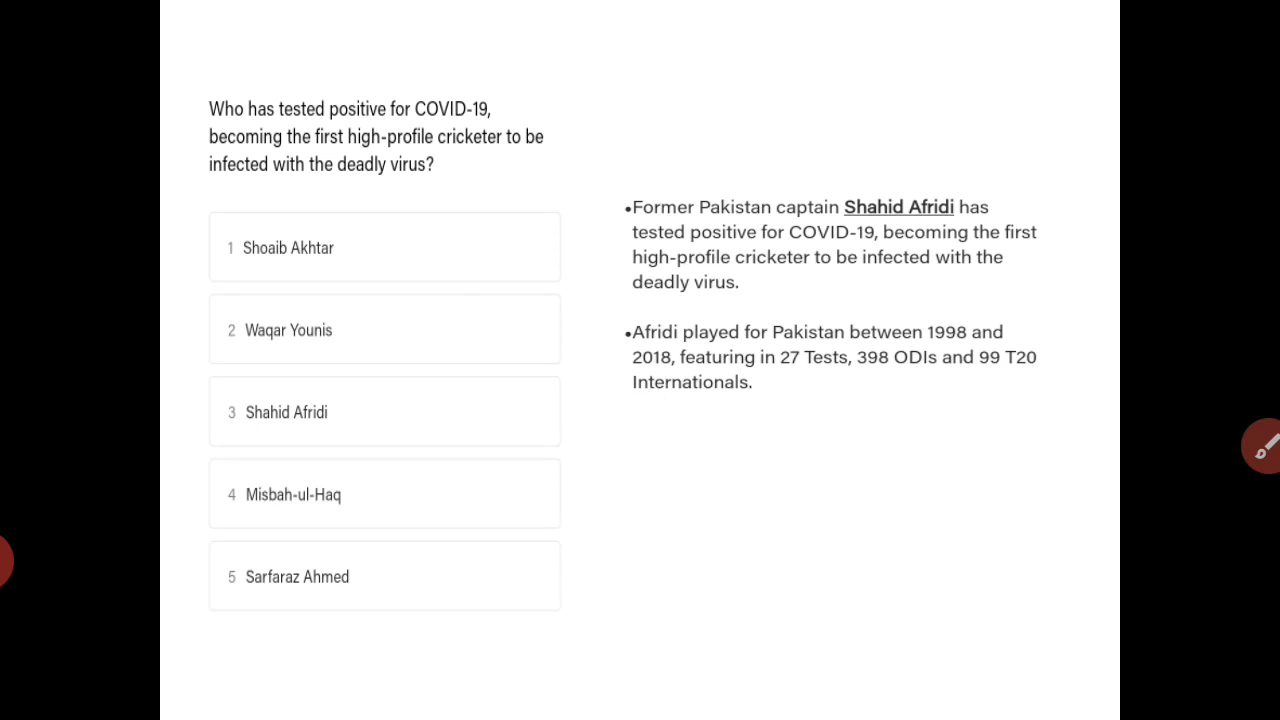 Who has tested positive for COVID-19,
becoming the first high-profile cricketer to be
infected with the deadly virus?
1 Shoaib Akhtar
2 Waqar Younis
3 Shahid Afridi
4 Misbah-ul-Haq
5 Sarfaraz Ahmed
•Former Pakistan captain Shahid Afridi has
tested positive for COVID-19, becoming the first
high-profile cricketer to be infected with the
deadly virus.
•Afridi played for Pakistan between 1998 and
2018, featuring in 27 Tests, 398 ODIs and 99 T20
Internationals.